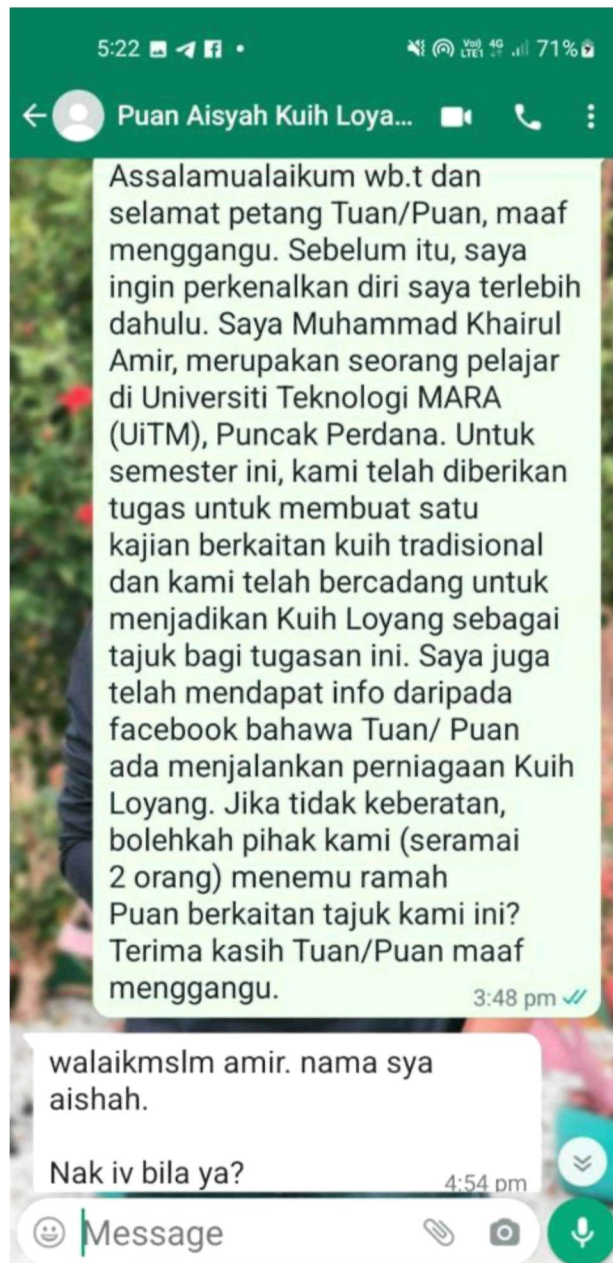 5:22
Voi) 4G 71%
LTE1
Puan Aisyah Kuih Loya...
Assalamualaikum wb.t dan
selamat petang Tuan/Puan, maaf
menggangu. Sebelum itu, saya
ingin perkenalkan diri saya terlebih
dahulu. Saya Muhammad Khairul
Amir, merupakan seorang pelajar
di Universiti Teknologi MARA
(UiTM), Puncak Perdana. Untuk
semester ini, kami telah diberikan
tugas untuk membuat satu
kajian berkaitan kuih tradisional
dan kami telah bercadang untuk
menjadikan Kuih Loyang sebagai
tajuk bagi tugasan ini. Saya juga
telah mendapat info daripada
facebook bahawa Tuan/ Puan
ada menjalankan perniagaan Kuih
Loyang. Jika tidak keberatan,
bolehkah pihak kami (seramai
2 orang) menemu ramah
Puan berkaitan tajuk kami ini?
Terima kasih Tuan/Puan maaf
menggangu.
3:48 pm
walaikmslm amir. nama sya
aishah.
Nak iv bila ya?
4:54 pm
Message